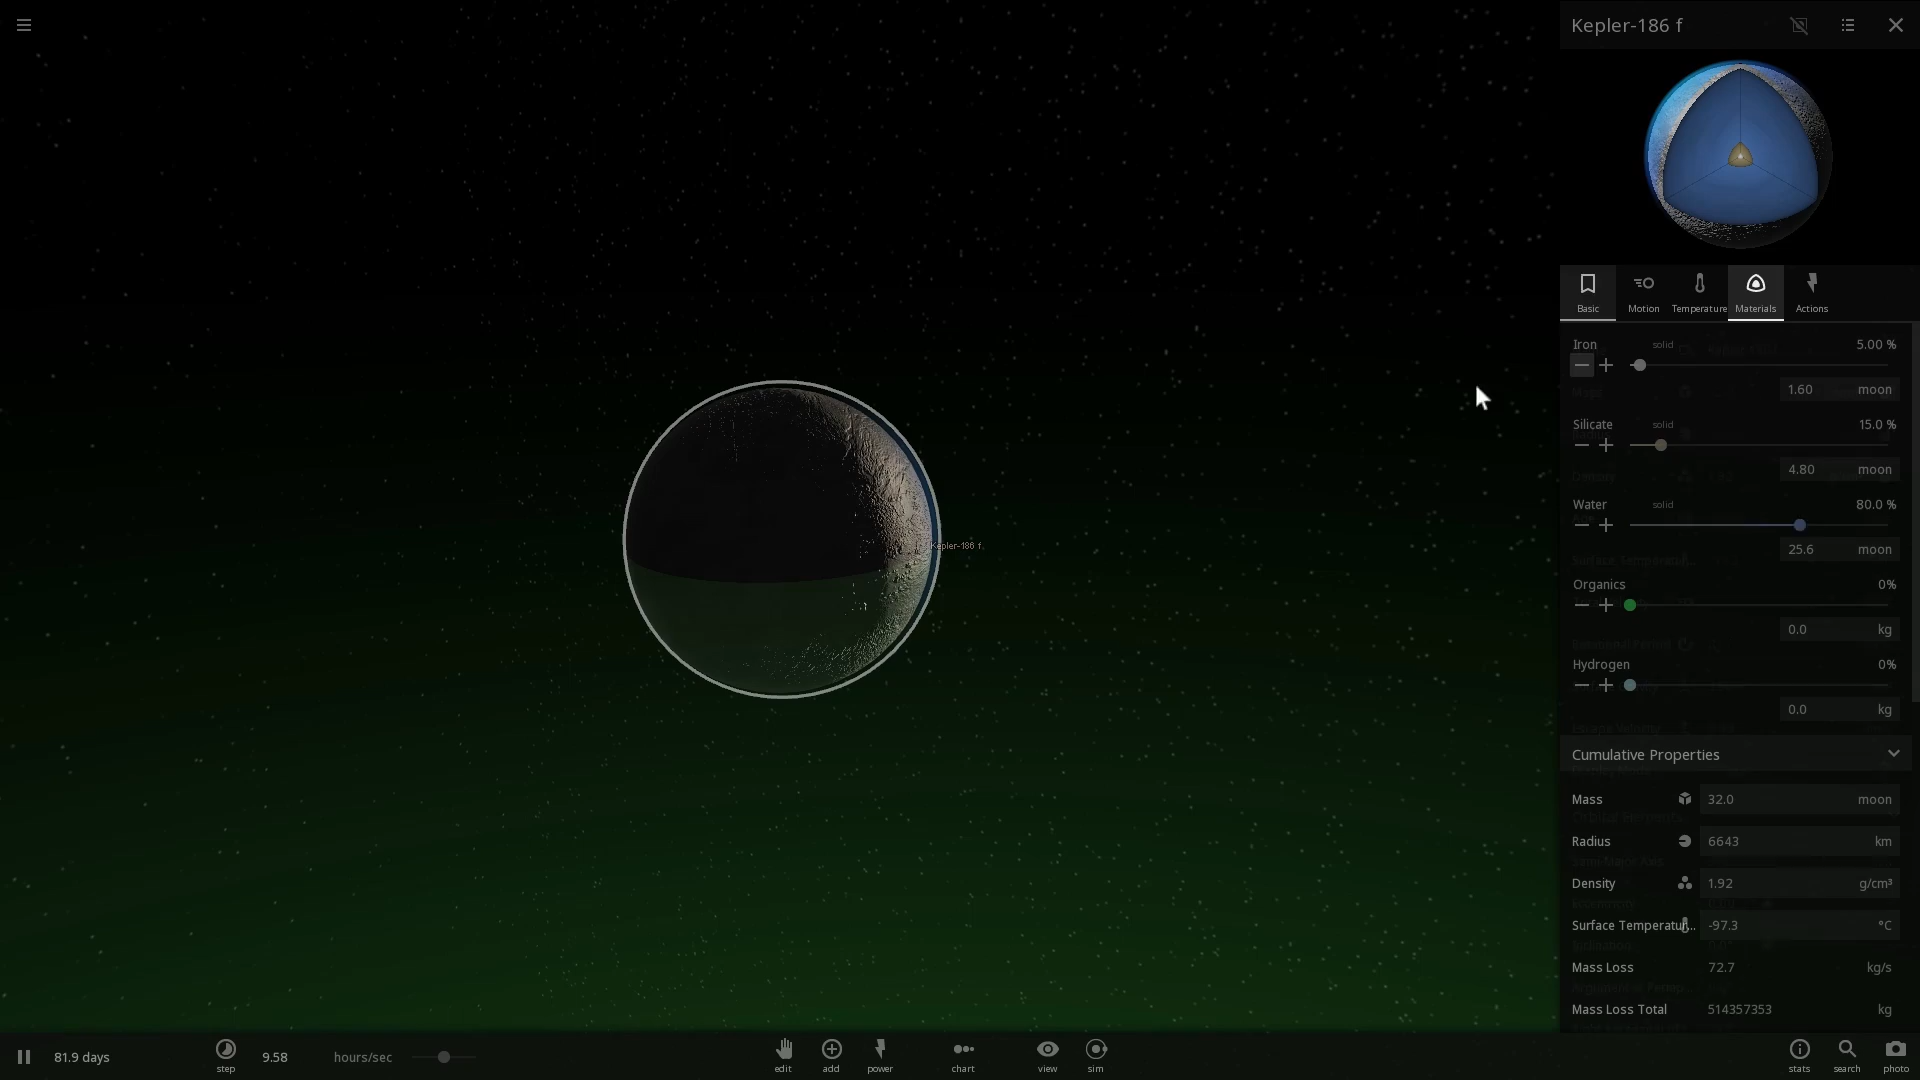 Kepler-186 f
Basic Motion Temperature Materials Actions
Iron solid 5.00 %
1.60 moon
Silicate solid 15.0 %
4.80 moon
Water solid 80.0 %
25.6 moon
Organics 0%
0.0 kg
Hydrogen 0%
0.0 kg
Kepler-186 f
Cumulative Properties
Mass 32.0 moon
Radius 6643 km
Density 1.92 g/cm³
Surface Temperatur... -97.3 °C
Mass Loss 72.7 kg/s
Mass Loss Total 514357353 kg
81.9 days
step
9.58 hours/sec
edit add power chart view sim
stats search photo